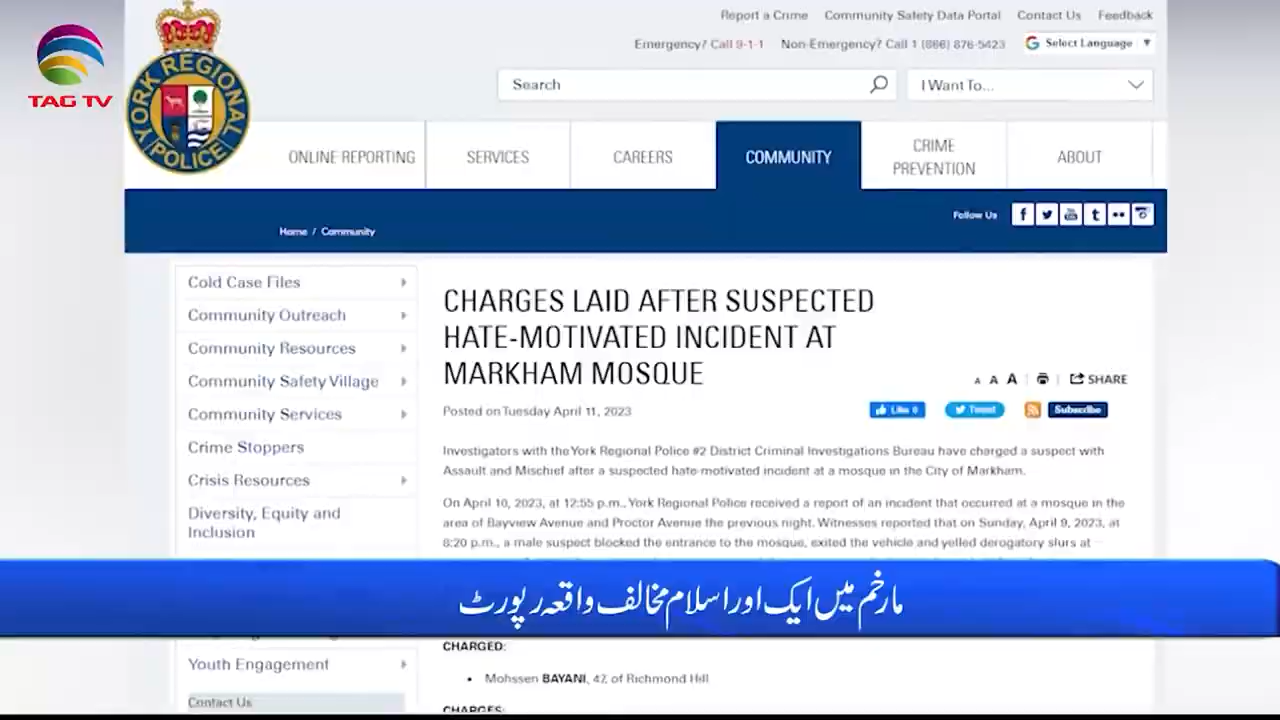 Report a Crime Community Safety Data Portal Contact Us Feedback
Emergency? Call 9-1-1 Non-Emergency? Call 1 (866) 876-5423 Select Language
TAG TV
YORK REGIONAL POLICE
Search
I Want To...
ONLINE REPORTING
SERVICES
CAREERS
COMMUNITY
CRIME
PREVENTION
ABOUT
Follow Us
Home / Community
Cold Case Files
Community Outreach
Community Resources
Community Safety Village
Community Services
Crime Stoppers
Crisis Resources
Diversity, Equity and
Inclusion
CHARGES LAID AFTER SUSPECTED
HATE-MOTIVATED INCIDENT AT
MARKHAM MOSQUE
A A A SHARE
Posted on Tuesday April 11, 2023
Like 0 Tweet Subscribe
Investigators with the York Regional Police #2 District Criminal Investigations Bureau have charged a suspect with
Assault and Mischief after a suspected hate-motivated incident at a mosque in the City of Markham.
On April 10, 2023, at 12:55 p.m., York Regional Police received a report of an incident that occurred at a mosque in the
area of Bayview Avenue and Proctor Avenue the previous night. Witnesses reported that on Sunday, April 9, 2023, at
8:20 p.m., a male suspect blocked the entrance to the mosque, exited the vehicle and yelled derogatory slurs at
مارخم میں ایک اور اسلام مخالف واقعہ رپورٹ
Youth Engagement
Contact Us
CHARGED:
Mohssen BAYANI, 47, of Richmond Hill
CHARGES: